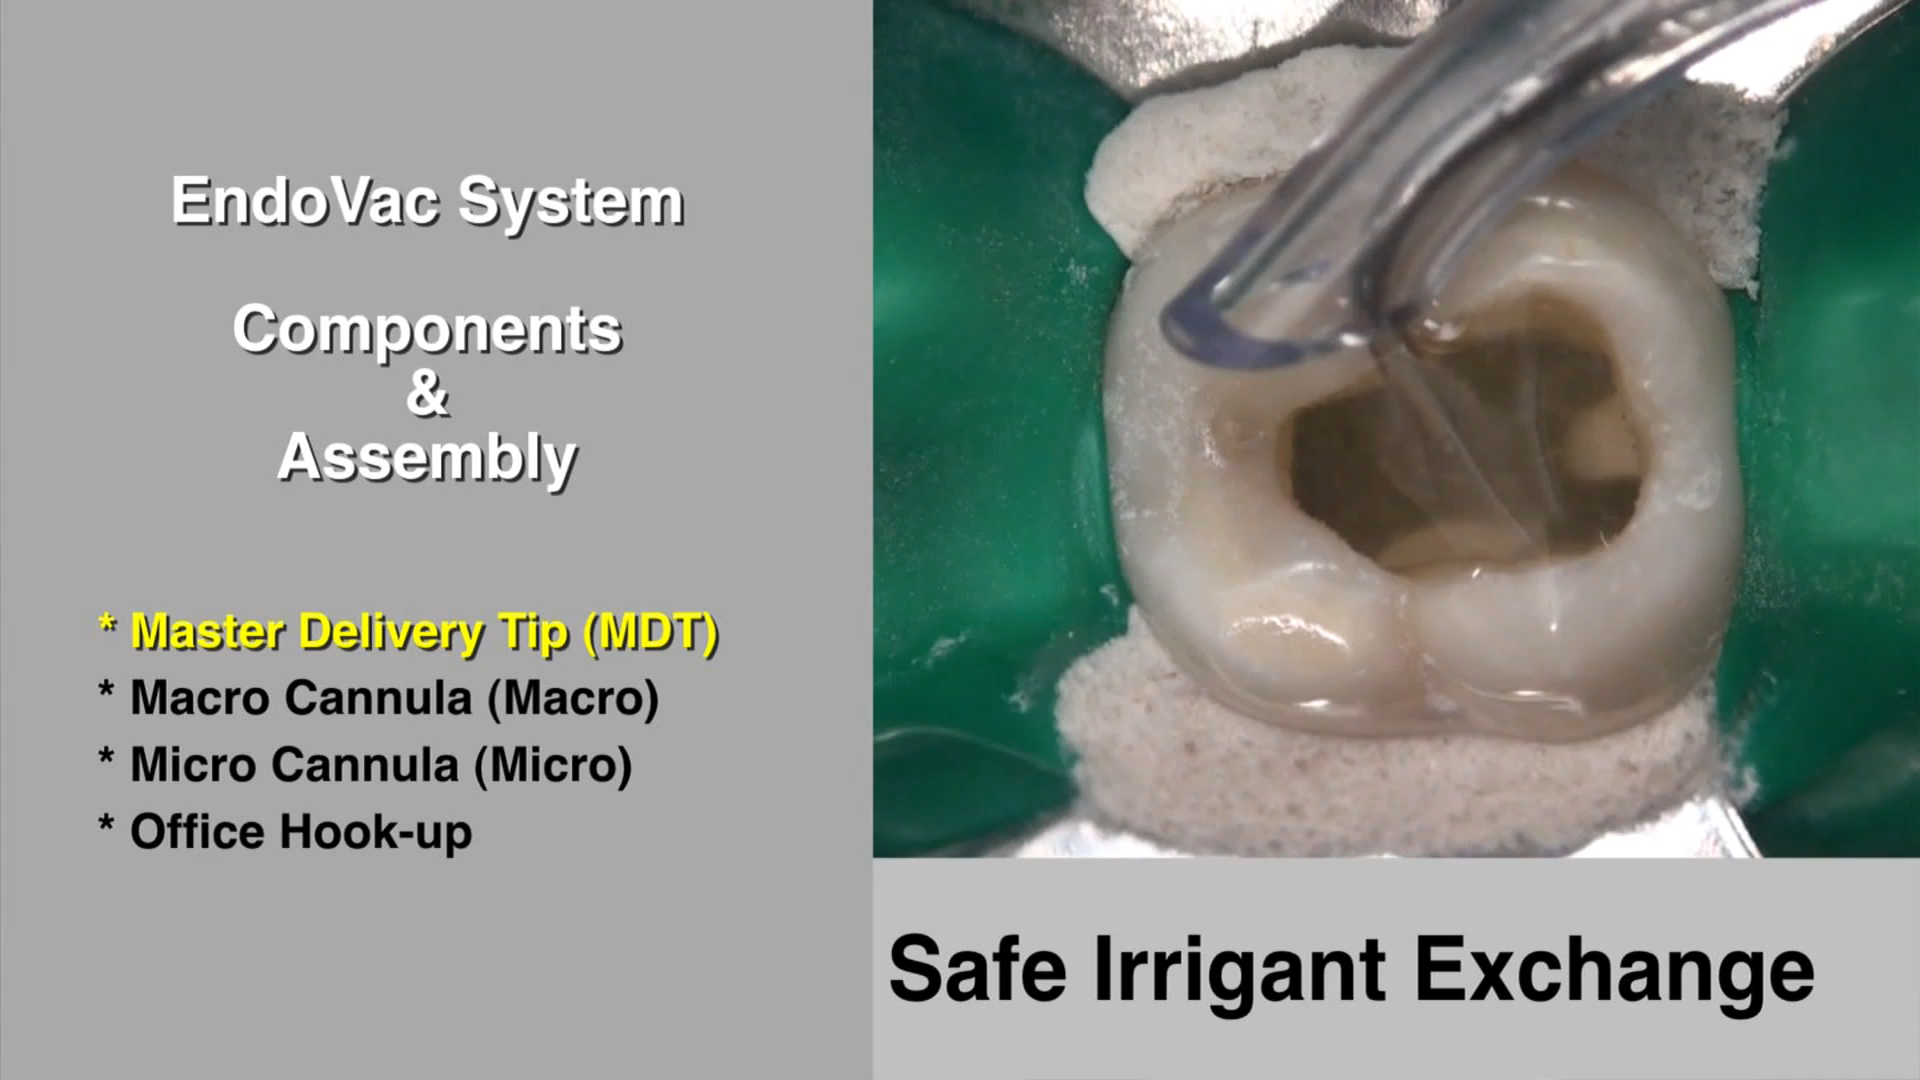 EndoVac System
Components
&
Assembly
* Master Delivery Tip (MDT)
* Macro Cannula (Macro)
* Micro Cannula (Micro)
* Office Hook-up
Safe Irrigant Exchange